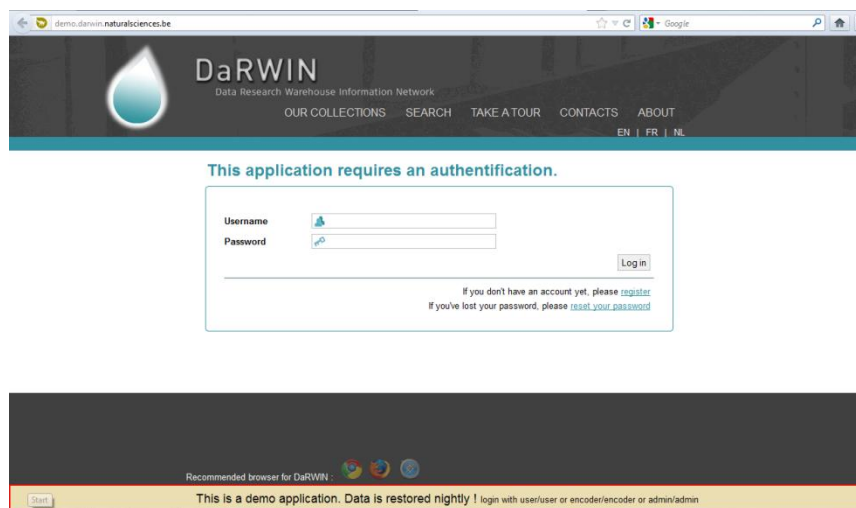 demo.darwin.naturalsciences.be
Google
DaRWIN
Data Research Warehouse Information Network
OUR COLLECTIONS SEARCH TAKE A TOUR CONTACTS ABOUT
EN | FR | NL
This application requires an authentification.
Username
Password
Log in
If you don't have an account yet, please register
If you've lost your password, please reset your password
Recommended browser for DaRWIN :
Start
This is a demo application. Data is restored nightly ! login with user/user or encoder/encoder or admin/admin